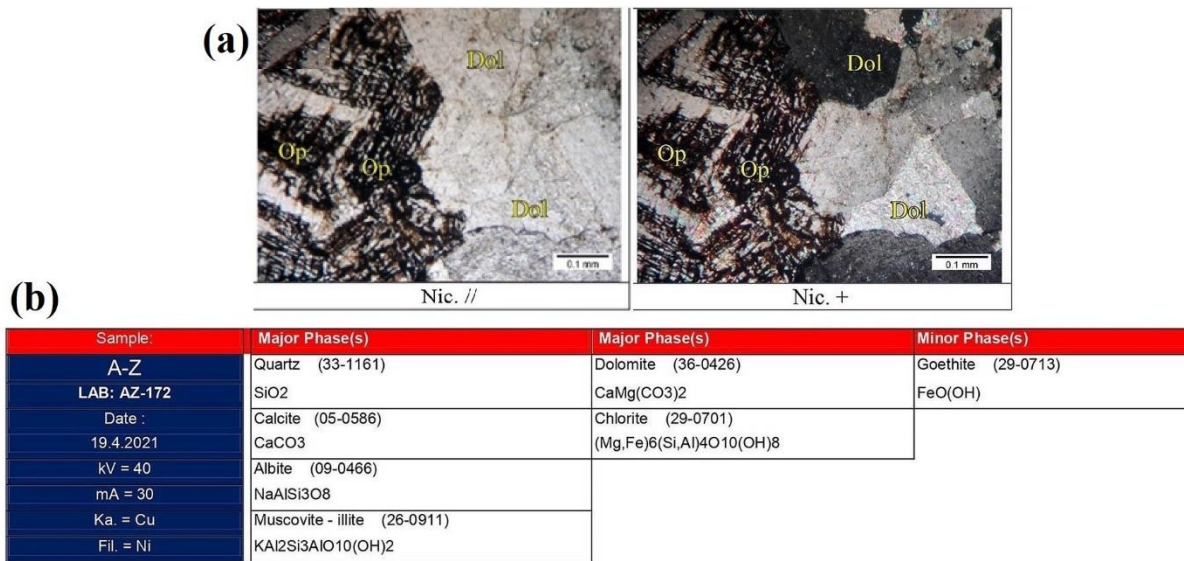 (a)
Dol
Op
Op
Dol
0.1 mm
Nic. //
Dol
Op
Op
Dol
0.1 mm
Nic. +
(b)
Sample: Major Phase(s) Major Phase(s) Minor Phase(s)
A-Z Quartz (33-1161) Dolomite (36-0426) Goethite (29-0713)
LAB: AZ-172 SiO2 CaMg(CO3)2 FeO(OH)
Date : Calcite (05-0586) Chlorite (29-0701)
19.4.2021 CaCO3 (Mg,Fe)6(Si,Al)4O10(OH)8
kV = 40 Albite (09-0466)
mA = 30 NaAlSi3O8
Ka. = Cu Muscovite - illite (26-0911)
Fil. = Ni KAl2Si3AlO10(OH)2